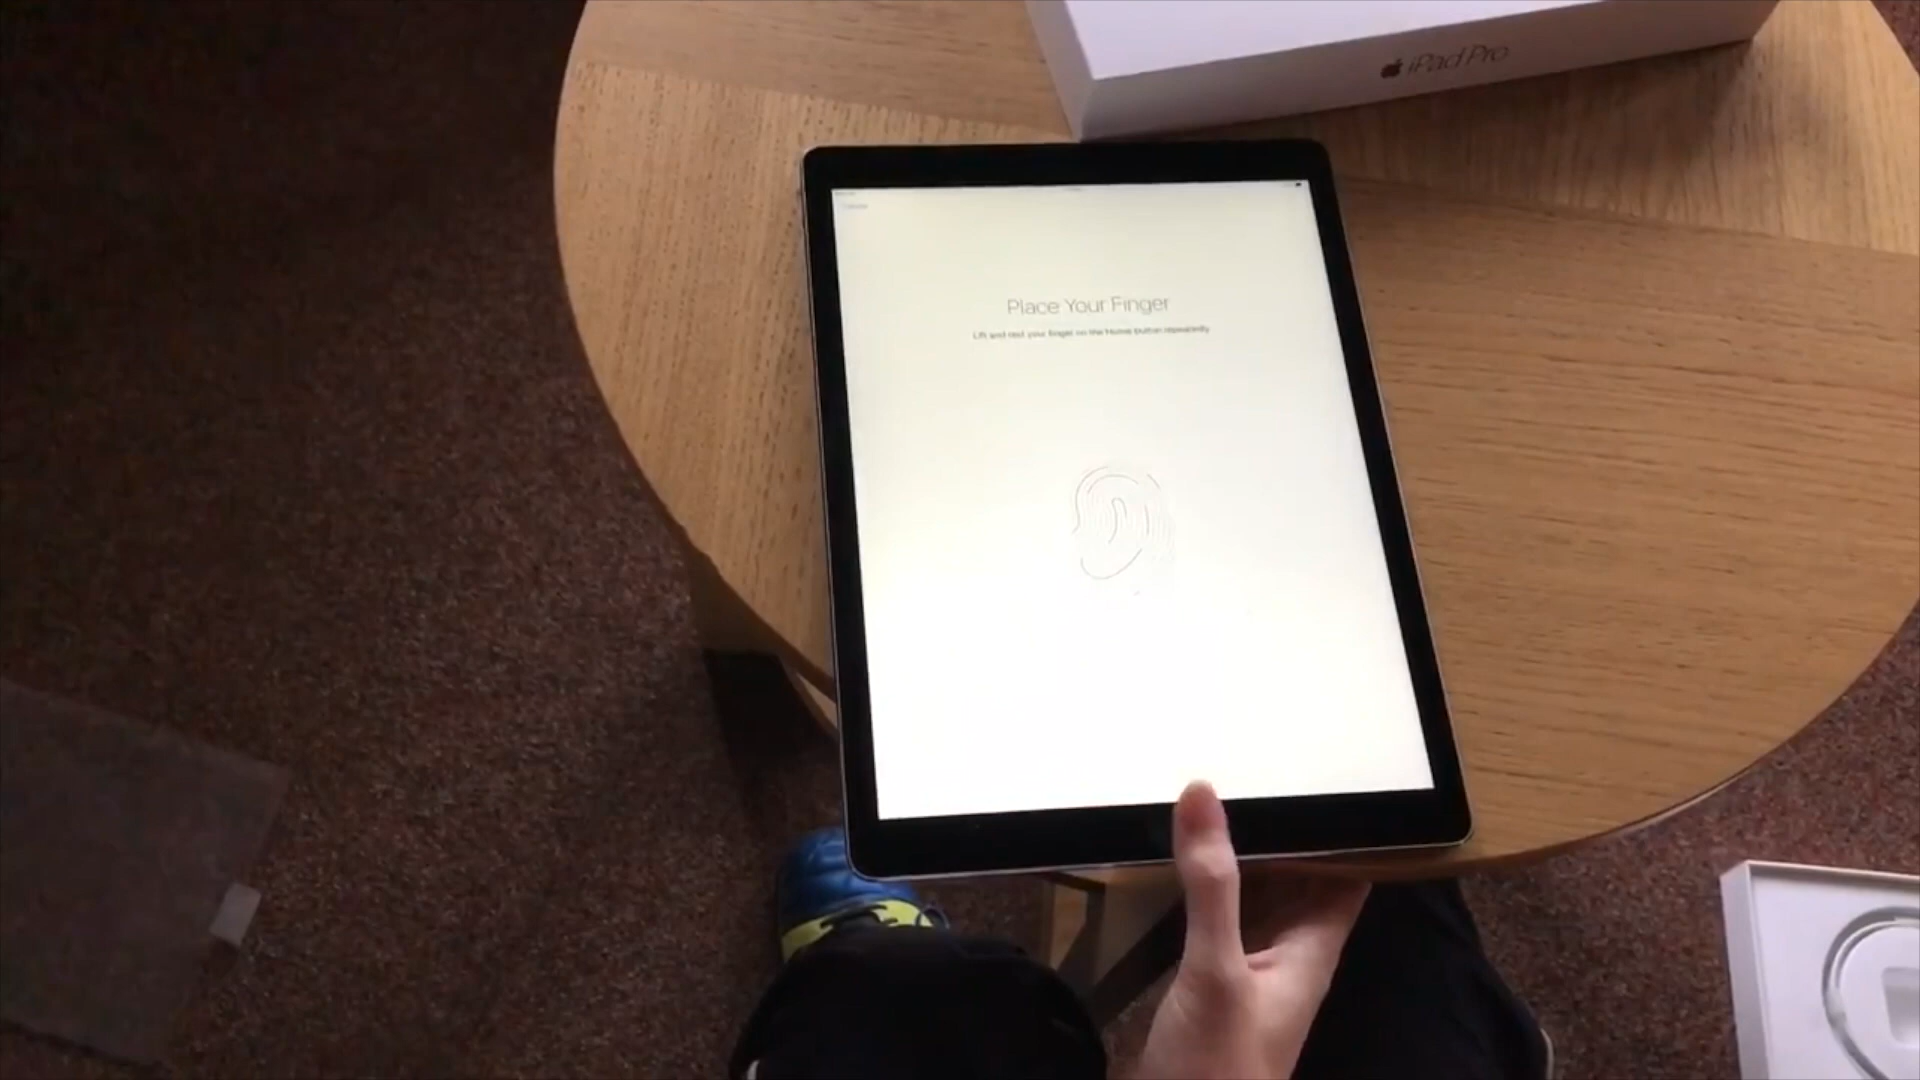 iPad Pro
Place Your Finger
Lift and rest your finger on the Home button repeatedly.